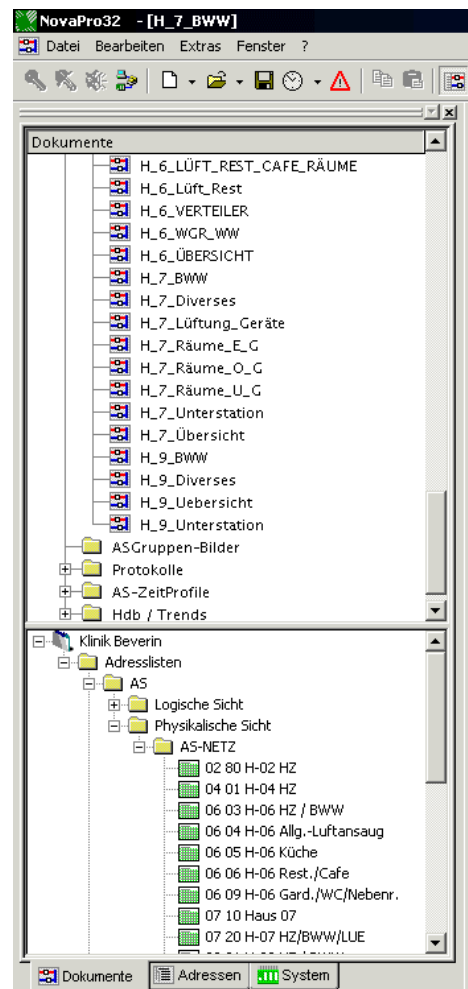 NovaPro32 - [H_7_BWW]
Datei Bearbeiten Extras Fenster ?
Dokumente
H_6_LÜFT_REST_CAFE_RÄUME
H_6_Lüft_Rest
H_6_VERTEILER
H_6_WGR_WW
H_6_ÜBERSICHT
H_7_BWW
H_7_Diverses
H_7_Lüftung_Geräte
H_7_Räume_E_G
H_7_Räume_O_G
H_7_Räume_U_G
H_7_Unterstation
H_7_Übersicht
H_9_BWW
H_9_Diverses
H_9_Uebersicht
H_9_Unterstation
ASGruppen-Bilder
Protokolle
AS-ZeitProfile
Hdb / Trends
Klinik Beverin
Adresslisten
AS
Logische Sicht
Physikalische Sicht
AS-NETZ
02 80 H-02 HZ
04 01 H-04 HZ
06 03 H-06 HZ / BWW
06 04 H-06 Allg.-Luftansaug
06 05 H-06 Küche
06 06 H-06 Rest./Cafe
06 09 H-06 Gard./WC/Nebenr.
07 10 Haus 07
07 20 H-07 HZ/BWW/LUE
Dokumente Adressen System